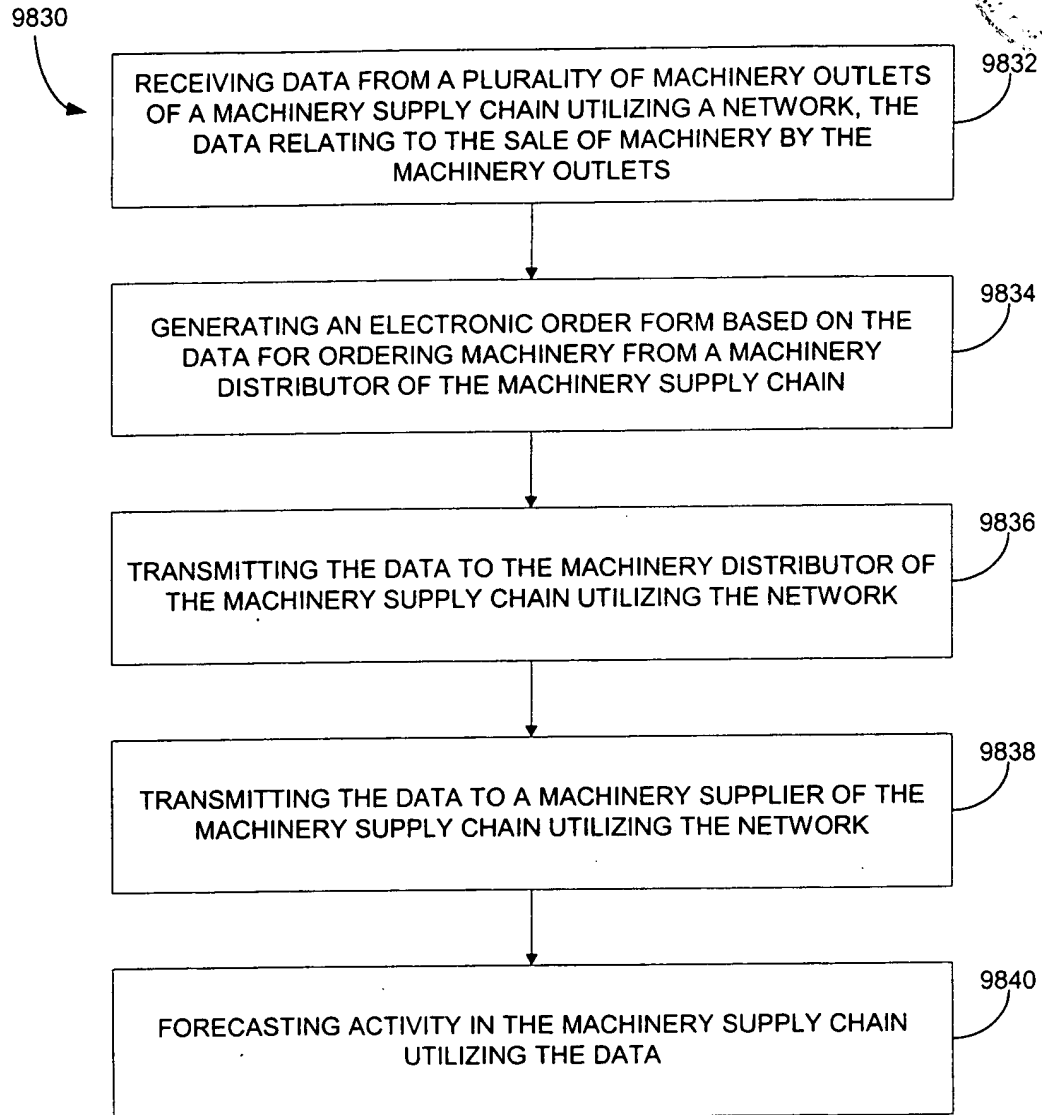 9830
RECEIVING DATA FROM A PLURALITY OF MACHINERY OUTLETS
OF A MACHINERY SUPPLY CHAIN UTILIZING A NETWORK, THE
DATA RELATING TO THE SALE OF MACHINERY BY THE
MACHINERY OUTLETS
9832
GENERATING AN ELECTRONIC ORDER FORM BASED ON THE
DATA FOR ORDERING MACHINERY FROM A MACHINERY
DISTRIBUTOR OF THE MACHINERY SUPPLY CHAIN
9834
TRANSMITTING THE DATA TO THE MACHINERY DISTRIBUTOR OF
THE MACHINERY SUPPLY CHAIN UTILIZING THE NETWORK
9836
TRANSMITTING THE DATA TO A MACHINERY SUPPLIER OF THE
MACHINERY SUPPLY CHAIN UTILIZING THE NETWORK
9838
FORECASTING ACTIVITY IN THE MACHINERY SUPPLY CHAIN
UTILIZING THE DATA
9840